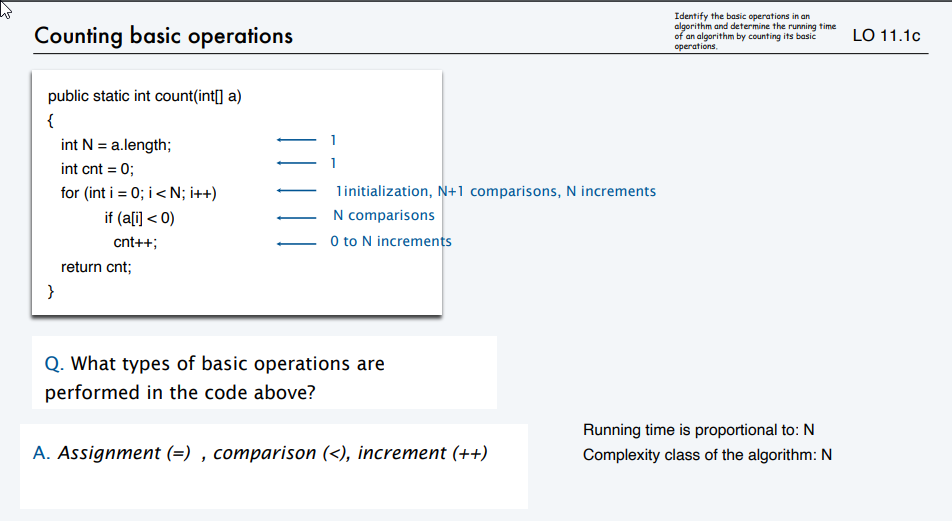 Counting basic operations
Identify the basic operations in an
algorithm and determine the running time
of an algorithm by counting its basic
operations.
LO 11.1c
public static int count(int[] a)
{
int N = a.length;
1
int cnt = 0;
1
for (int i = 0; i < N; i++)
1initialization, N+1 comparisons, N increments
if (a[i] < 0)
N comparisons
cnt++;
0 to N increments
return cnt;
}
Q. What types of basic operations are
performed in the code above?
A. Assignment (=) , comparison (<), increment (++)
Running time is proportional to: N
Complexity class of the algorithm: N